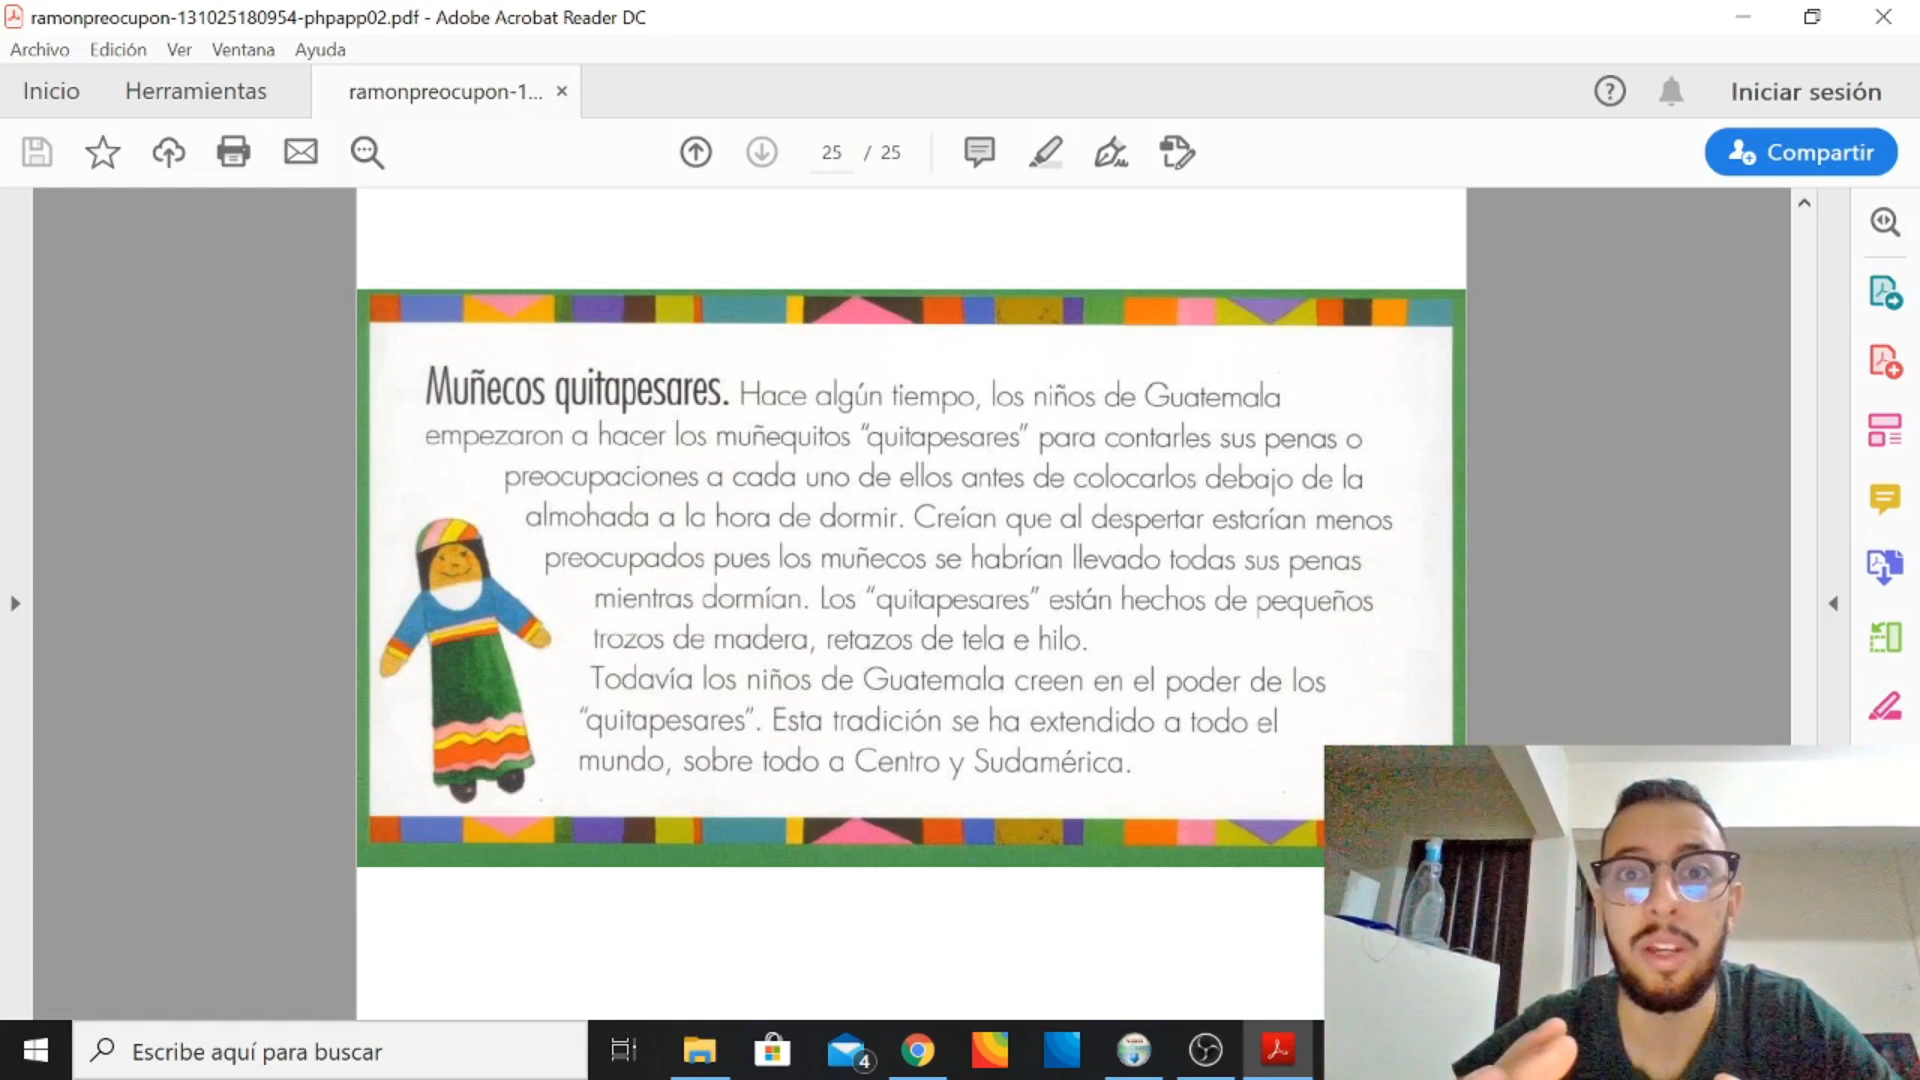 ramonpreocupon-131025180954-phpapp02.pdf - Adobe Acrobat Reader DC
Archivo Edición Ver Ventana Ayuda
Inicio Herramientas ramonpreocupon-1... × Iniciar sesión
25 / 25 Compartir
Muñecos quitapesares. Hace algún tiempo, los niños de Guatemala
empezaron a hacer los muñequitos “quitapesares” para contarles sus penas o
preocupaciones a cada uno de ellos antes de colocarlos debajo de la
almohada a la hora de dormir. Creían que al despertar estarían menos
preocupados pues los muñecos se habrían llevado todas sus penas
mientras dormían. Los “quitapesares” están hechos de pequeños
trozos de madera, retazos de tela e hilo.
Todavía los niños de Guatemala creen en el poder de los
“quitapesares”. Esta tradición se ha extendido a todo el
mundo, sobre todo a Centro y Sudamérica.
Escribe aquí para buscar
4